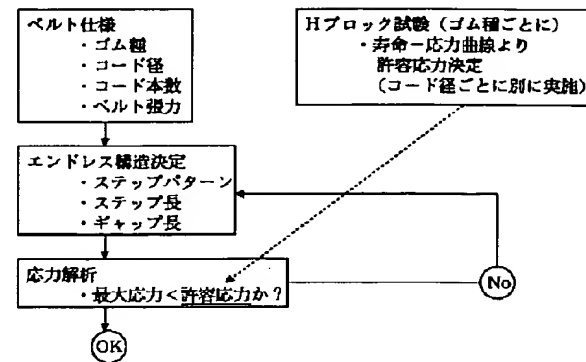 ベルト仕様
・ゴム種
・コード径
・コード本数
・ベルト張力
Hブロック試験（ゴム種ごとに）
・寿命－応力曲線より
許容応力決定
（コード径ごとに別に実施）
エンドレス構造決定
・ステップパターン
・ステップ長
・ギャップ長
応力解析
・最大応力＜許容応力か？
No
OK